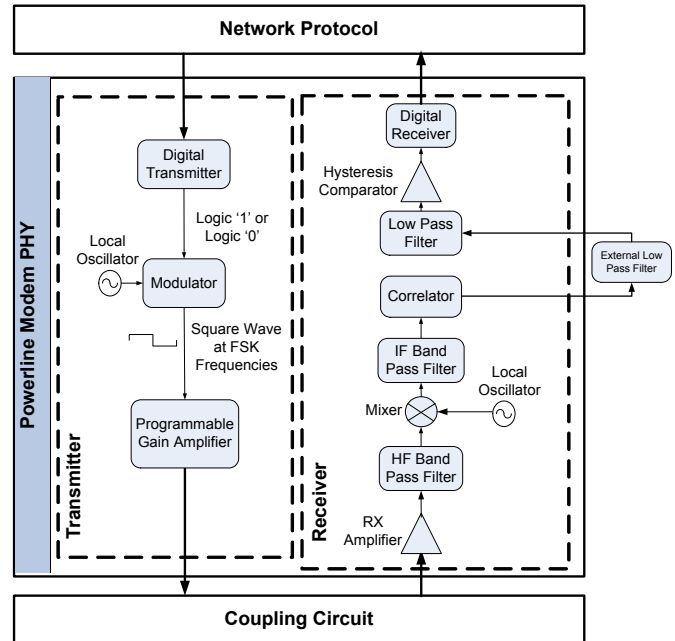 Network Protocol
Powerline Modem PHY
Transmitter
Digital
Transmitter
Logic ‘1’ or
Logic ‘0’
Local
Oscillator
Modulator
Square Wave
at FSK
Frequencies
Programmable
Gain Amplifier
Receiver
Digital
Receiver
Hysteresis
Comparator
Low Pass
Filter
External Low
Pass Filter
Correlator
IF Band
Pass Filter
Local
Oscillator
Mixer
HF Band
Pass Filter
RX
Amplifier
Coupling Circuit